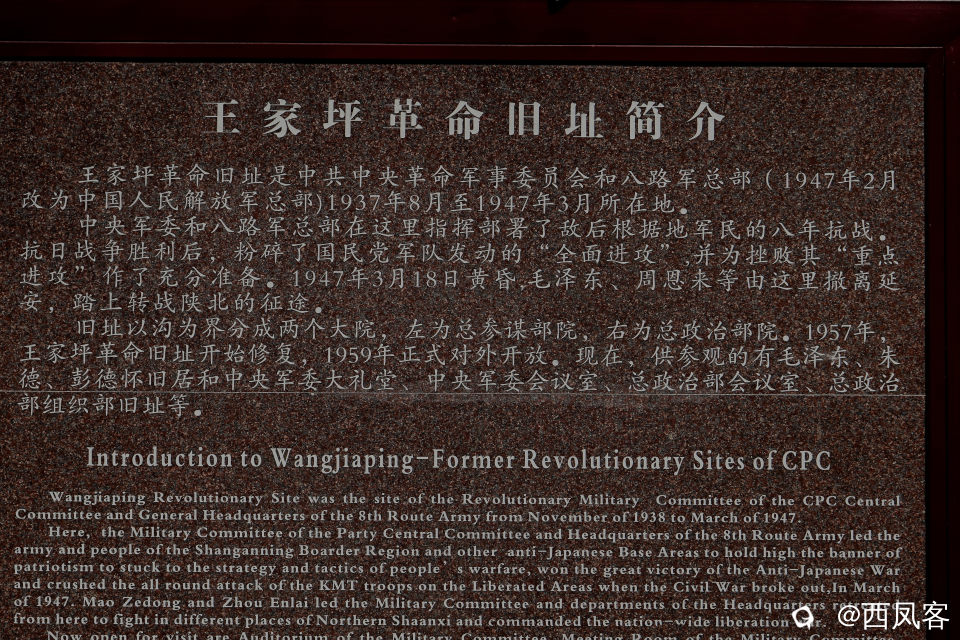 王家坪革命旧址简介
王家坪革命旧址是中共中央革命军事委员会和八路军总部（1947年2月
改为中国人民解放军总部)1937年8月至1947年3月所在地。
中央军委和八路军总部在这里指挥部署了敌后根据地军民的八年抗战。
抗日战争胜利后，粉碎了国民党军队发动的“全面进攻”,并为挫败其“重点
进攻”作了充分准备。1947年3月18日黄昏,毛泽东、周恩来等由这里撤离延
安，踏上转战陕北的征途。
旧址以沟为界分成两个大院，左为总参谋部院，右为总政治部院。1957年，
王家坪革命旧址开始修复，1959年正式对外开放。现在，供参观的有毛泽东、朱
德、彭德怀旧居和中央军委大礼堂、中央军委会议室、总政治部会议室、总政治
部组织部旧址等。
Introduction to Wangjiaping-Former Revolutionary Sites of CPC
Wangjiaping Revolutionary Site was the site of the Revolutionary Military Committee of the CPC Central
Committee and General Headquarters of the 8th Route Army from November of 1938 to March of 1947.
Here, the Military Committee of the Party Central Committee and Headquarters of the 8th Route Army led the
army and people of the Shanganning Boarder Region and other anti-Japanese Base Areas to hold high the banner of
patriotism to stuck to the strategy and tactics of people's warfare, won the great victory of the Anti-Japanese War
and crushed the all round attack of the KMT troops on the Liberated Areas when the Civil War broke out.In March
of 1947. Mao Zedong and Zhou Enlai led the Military Committee and departments of the Headquarters
from here to fight in different places of Northern Shaanxi and commanded the nation-wide liberation
Now open for visit are Auditorium of the Military Committee, Meeting Room of the Military Committee,
@西凤客